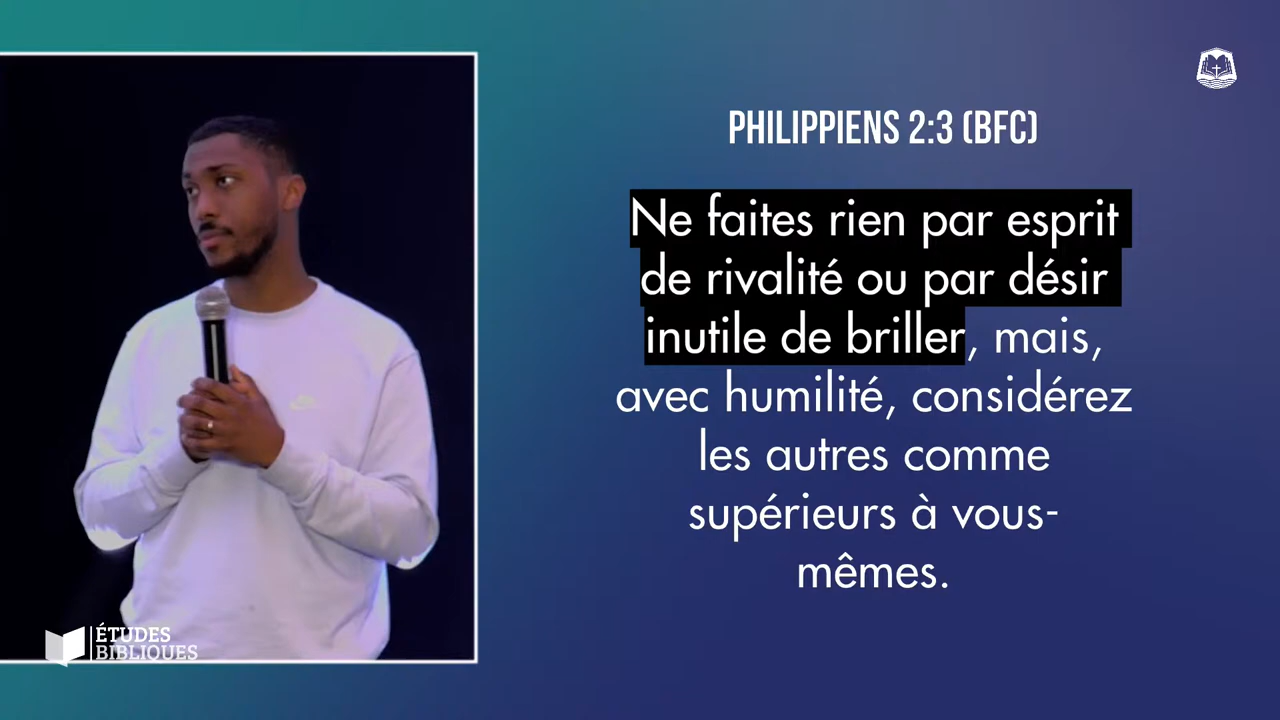 PHILIPPIENS 2:3 (BFC)
Ne faites rien par esprit
de rivalité ou par désir
inutile de briller, mais,
avec humilité, considérez
les autres comme
supérieurs à vous-
mêmes.
ÉTUDES
BIBLIQUES